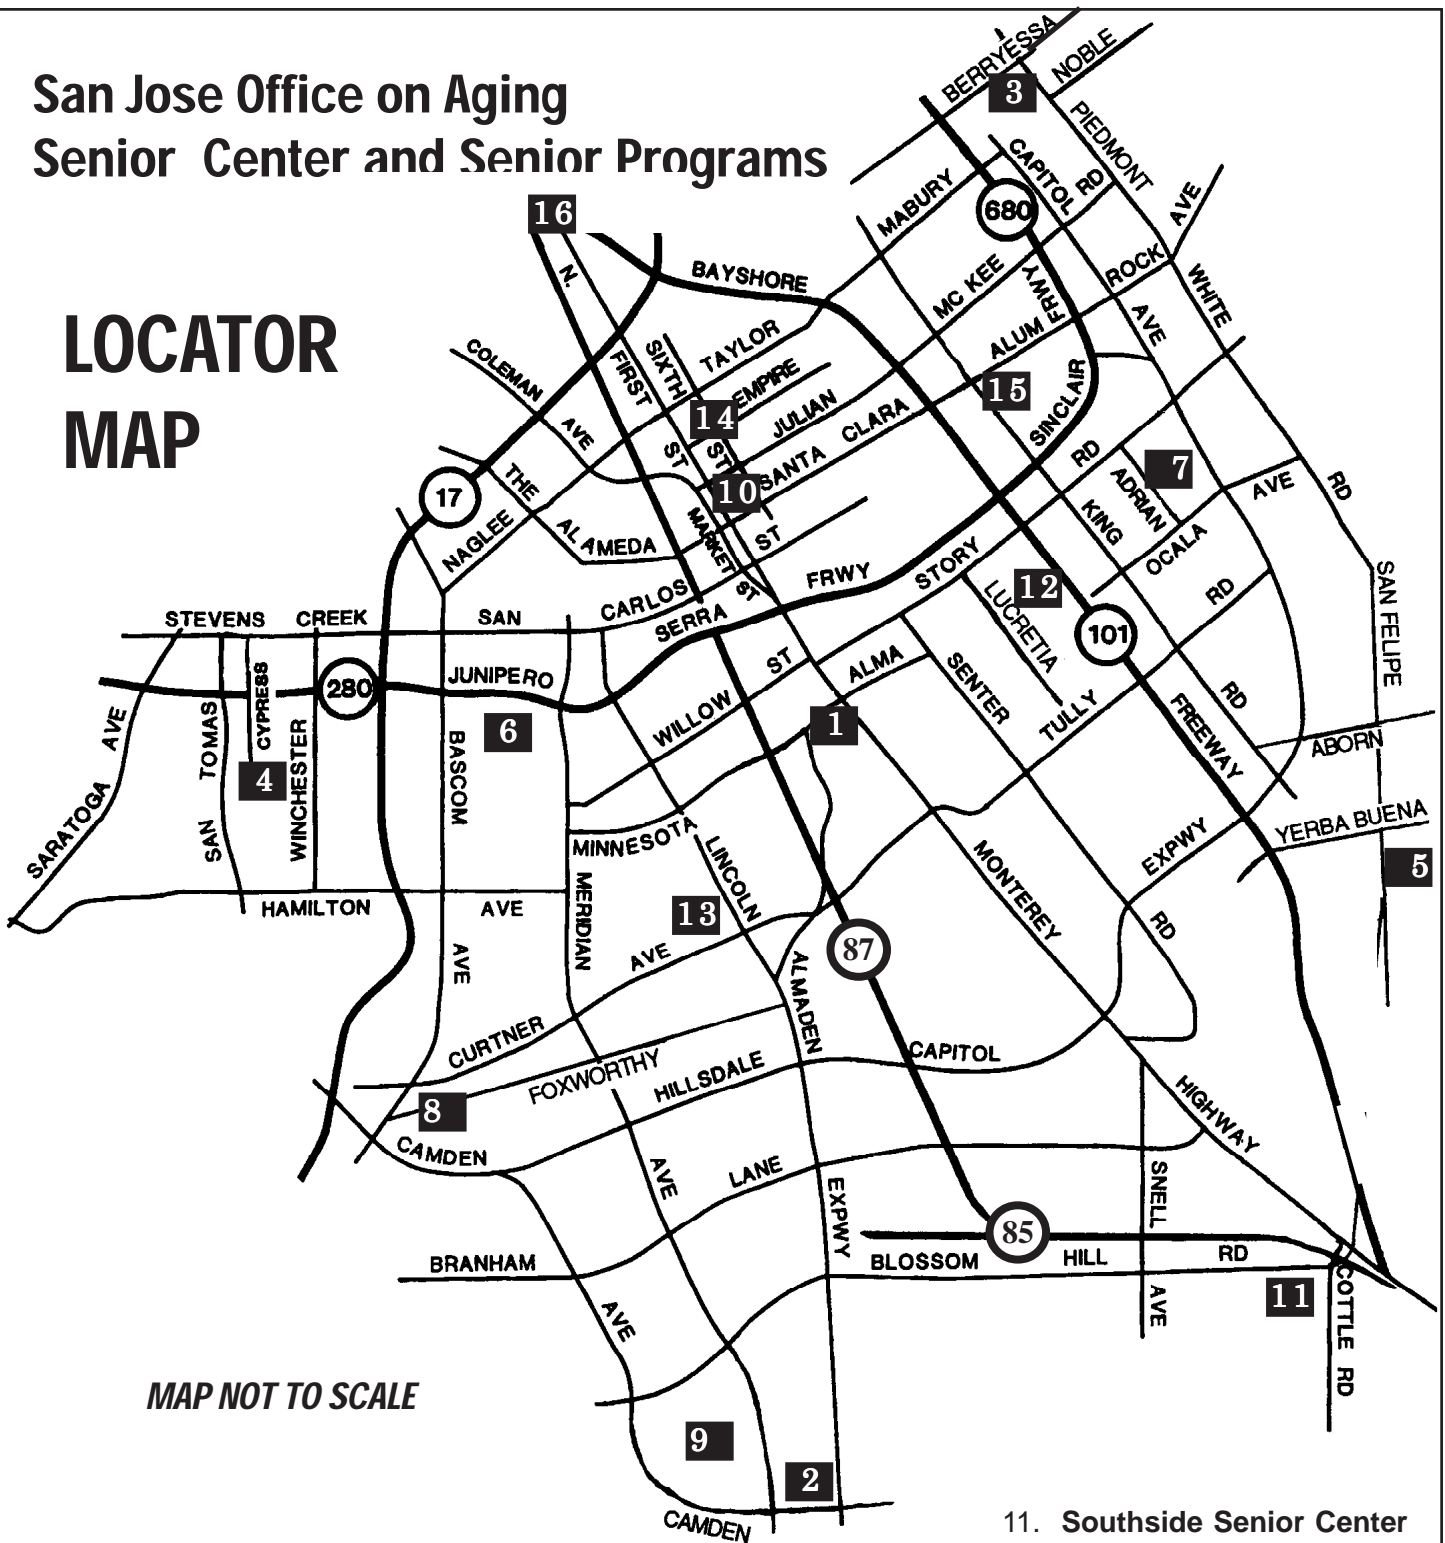 San Jose Office on Aging
Senior Center and Senior Programs
LOCATOR
MAP
BERRYESSA
NOBLE
3
PIEDMONT
CAPITOL
RD
MABURY
680
AVE
16
N.
BAYSHORE
MC KEE
FRWY
ROCK
WHITE
ALUM
AVE
COLEMAN
FIRST
SIXTH
TAYLOR
EMPIRE
15
SINCLAIR
14
JULIAN
CLARA
AVE
ST
ST
SANTA
RD
7
ADRIAN
AVE
RD
17
THE
10
KING
NAGLEE
ALAMEDA
MARKET
ST
ST
OCALA
STORY
FRWY
12
LUCRETIA
RD
SAN FELIPE
STEVENS
CREEK
SAN
CARLOS
SERRA
101
280
JUNIPERO
CYPRESS
ST
ALMA
SENTER
RD
WILLOW
TULLY
FREEWAY
AVE
TOMAS
6
1
ABORN
4
WINCHESTER
BASCOM
SARATOGA
SAN
MINNESOTA
LINCOLN
MONTEREY
EXPWY
YERBA BUENA
5
HAMILTON
AVE
MERIDIAN
13
RD
AVE
AVE
87
ALMADEN
CURTNER
FOXWORTHY
HILLSDALE
CAPITOL
8
CAMDEN
HIGHWAY
AVE
LANE
EXPWY
SNELL
85
BRANHAM
BLOSSOM
HILL
RD
11
AVE
AVE
COTTLE RD
MAP NOT TO SCALE
9
2
CAMDEN
11. Southside Senior Center